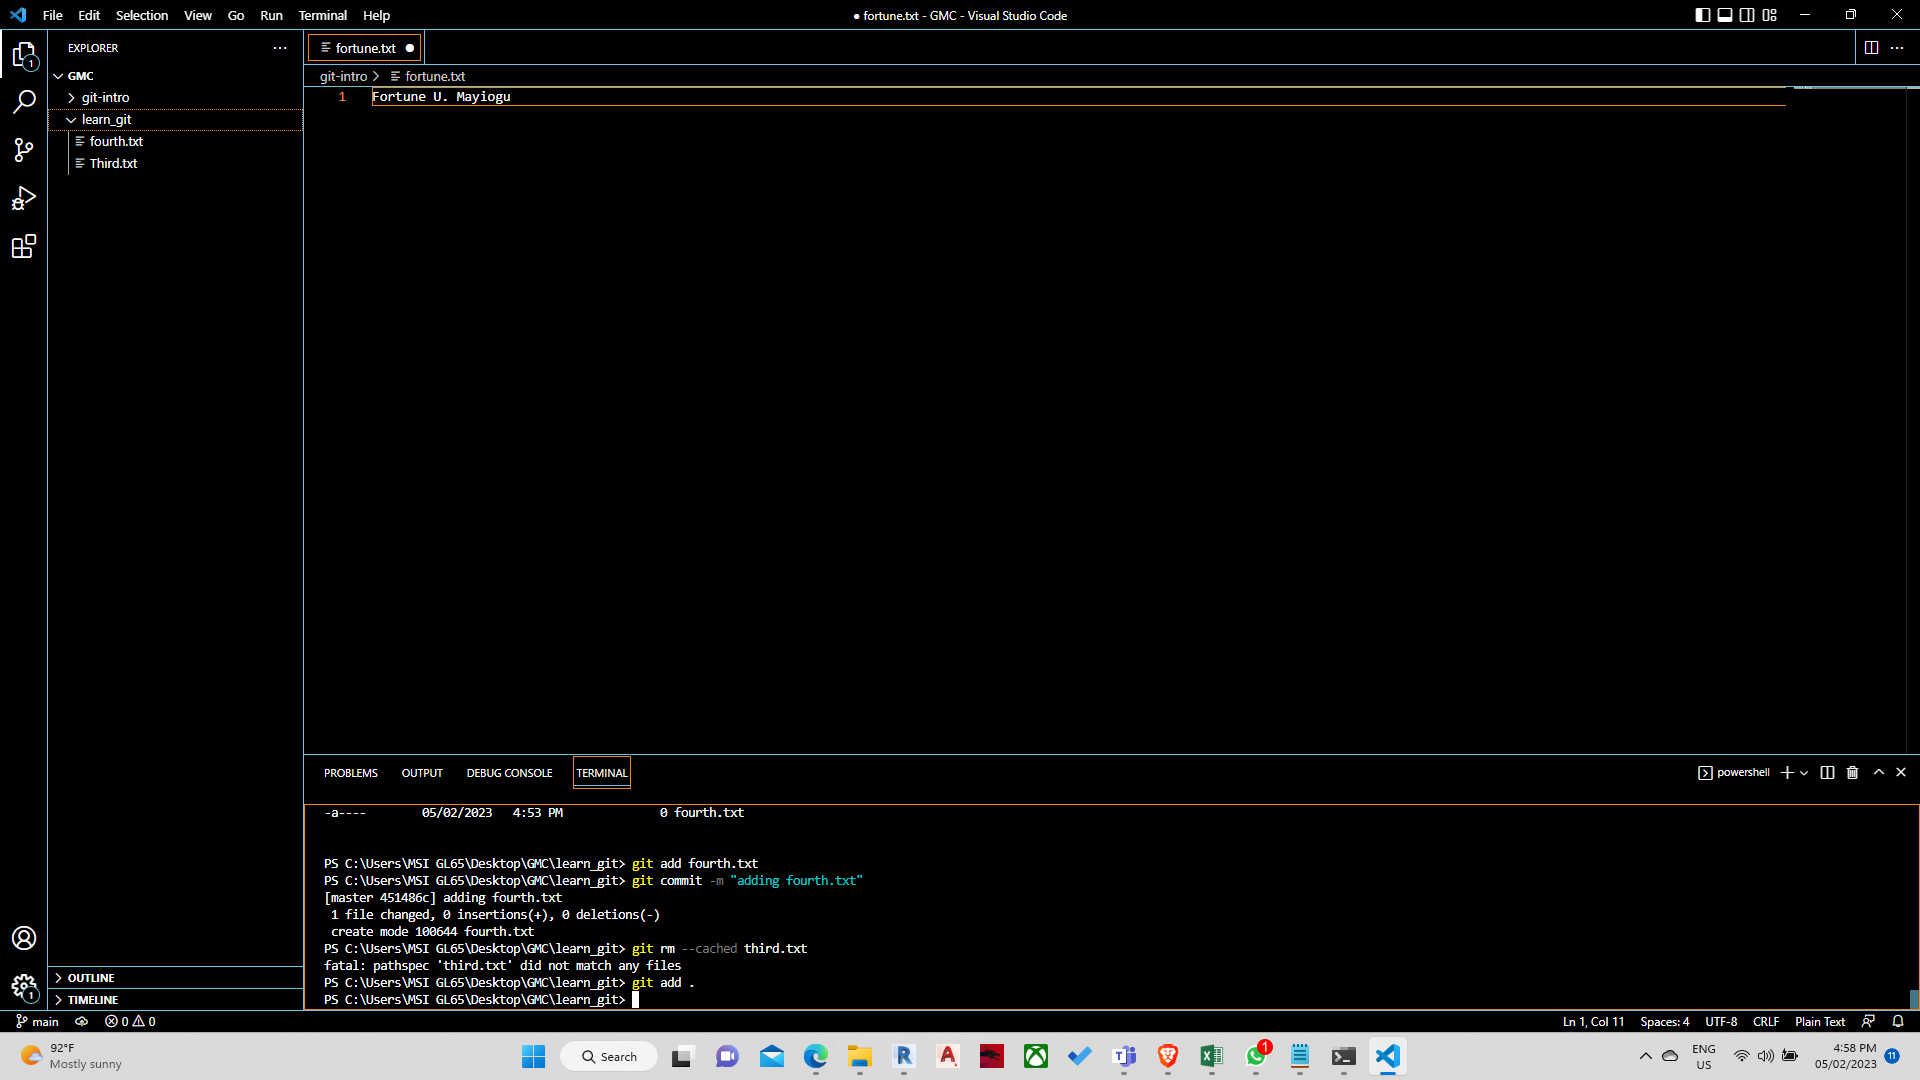 File Edit Selection View Go Run Terminal Help
● fortune.txt - GMC - Visual Studio Code
EXPLORER
1
GMC
git-intro
learn_git
fourth.txt
Third.txt
fortune.txt
git-intro > fortune.txt
1 Fortune U. Mayiogu
PROBLEMS OUTPUT DEBUG CONSOLE TERMINAL
powershell
-a---- 05/02/2023 4:53 PM 0 fourth.txt
PS C:\Users\MSI GL65\Desktop\GMC\learn_git> git add fourth.txt
PS C:\Users\MSI GL65\Desktop\GMC\learn_git> git commit -m "adding fourth.txt"
[master 451486c] adding fourth.txt
1 file changed, 0 insertions(+), 0 deletions(-)
create mode 100644 fourth.txt
PS C:\Users\MSI GL65\Desktop\GMC\learn_git> git rm --cached third.txt
fatal: pathspec 'third.txt' did not match any files
PS C:\Users\MSI GL65\Desktop\GMC\learn_git> git add .
PS C:\Users\MSI GL65\Desktop\GMC\learn_git>
OUTLINE
TIMELINE
1
main 0 0
Ln 1, Col 11 Spaces: 4 UTF-8 CRLF Plain Text
92°F
Mostly sunny
Search
R
A
1
ENG
US
4:58 PM
05/02/2023
11